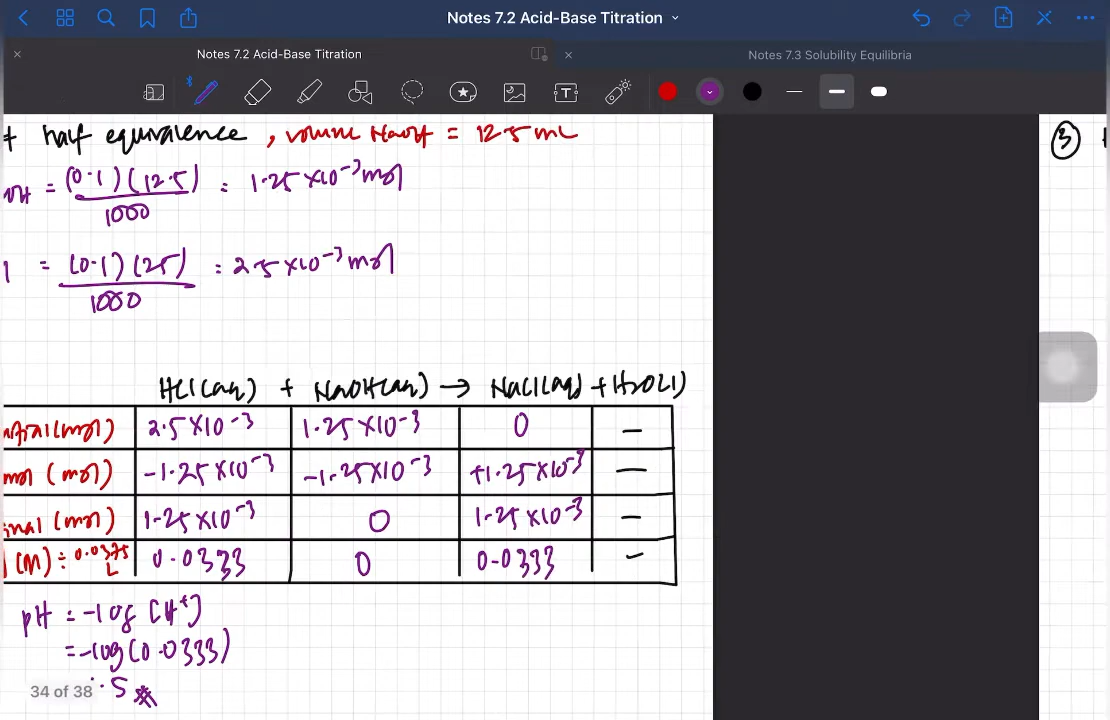 Notes 7.2 Acid-Base Titration
Notes 7.2 Acid-Base Titration
Notes 7.3 Solubility Equilibria
half equivalence, volume NaOH = 12.5 mL
③
= (0.1)(12.5) / 1000 = 1.25 × 10⁻³ mol
= (0.1)(25) / 1000 = 2.5 × 10⁻³ mol
HCl(aq) + NaOH(aq) → NaCl(aq) + H₂O(l)
(mol) 2.5×10⁻³ 1.25×10⁻³ 0 –
(mol) -1.25×10⁻³ -1.25×10⁻³ +1.25×10⁻³ –
(mol) 1.25×10⁻³ 0 1.25×10⁻³ –
(M) ÷ 0.0375 L 0.0333 0 0.0333 –
pH = -log [H⁺]
= -log (0.0333)
34 of 38